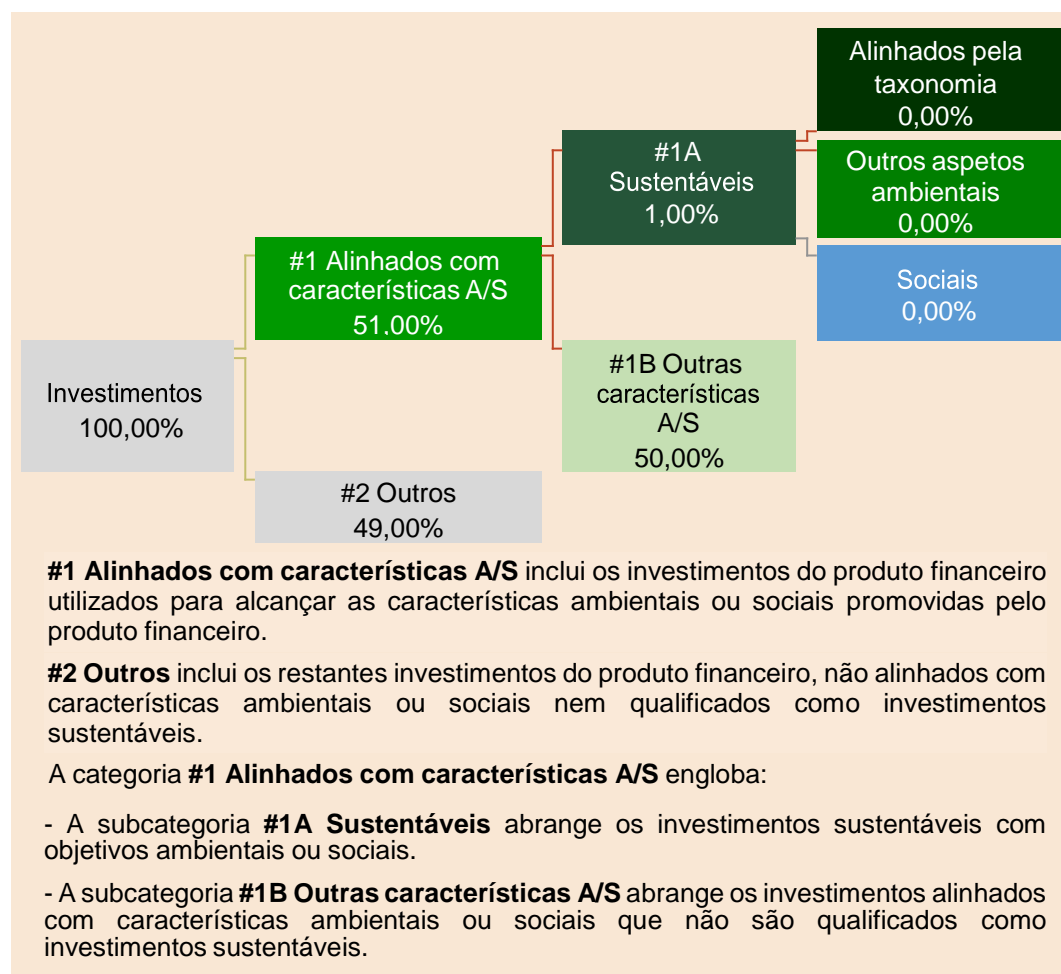 Alinhados pela
taxonomia
0,00%
#1A
Sustentáveis
1,00%
Outros aspetos
ambientais
0,00%
#1 Alinhados com
características A/S
51,00%
Sociais
0,00%
Investimentos
100,00%
#1B Outras
características
A/S
50,00%
#2 Outros
49,00%
#1 Alinhados com características A/S inclui os investimentos do produto financeiro
utilizados para alcançar as características ambientais ou sociais promovidas pelo
produto financeiro.
#2 Outros inclui os restantes investimentos do produto financeiro, não alinhados com
características ambientais ou sociais nem qualificados como investimentos
sustentáveis.
A categoria #1 Alinhados com características A/S engloba:
- A subcategoria #1A Sustentáveis abrange os investimentos sustentáveis com
objetivos ambientais ou sociais.
- A subcategoria #1B Outras características A/S abrange os investimentos alinhados
com características ambientais ou sociais que não são qualificados como
investimentos sustentáveis.